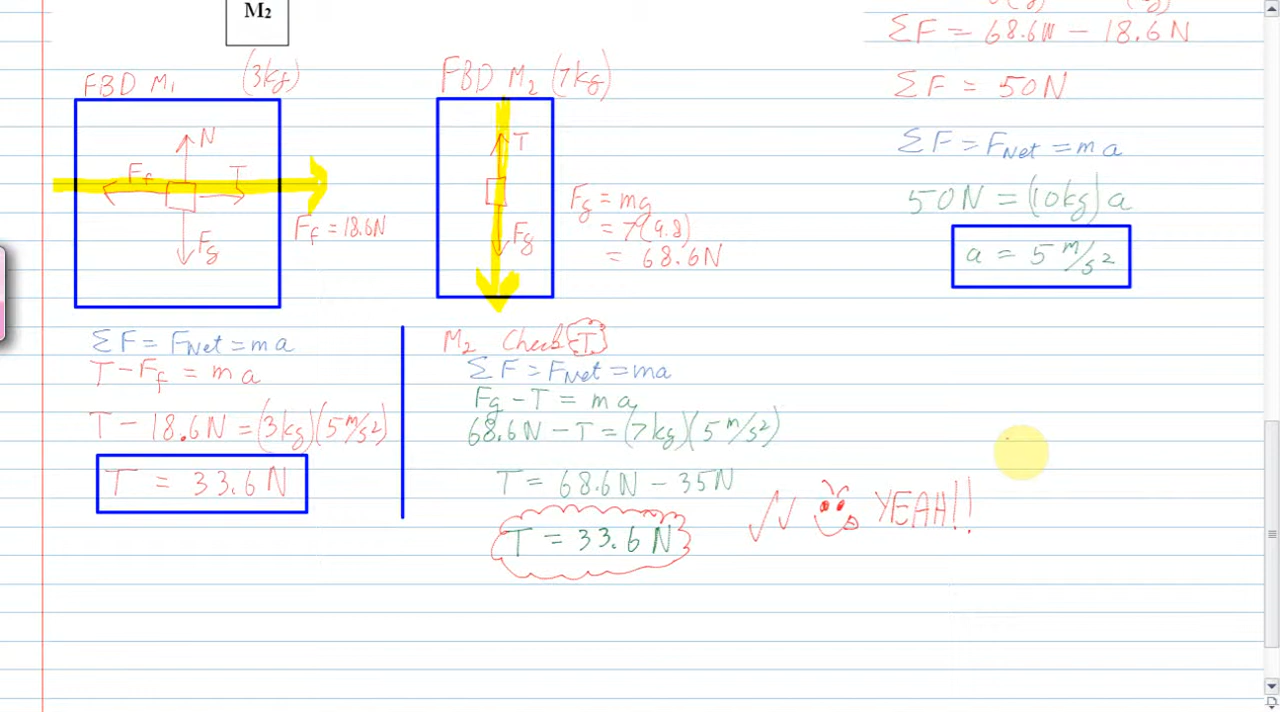 M₂
FBD M₁ (3kg)
N
Ff T
Fg
Ff = 18.6N
FBD M₂ (7kg)
T
Fg
Fg = mg
= 7(9.8)
= 68.6N
ΣF = 68.6N - 18.6N
ΣF = 50N
ΣF = FNet = ma
50N = (10kg)a
a = 5 m/s²
ΣF = FNet = ma
T - Ff = ma
T - 18.6N = (3kg)(5m/s²)
T = 33.6N
M₂ Check T
ΣF = FNet = ma
Fg - T = ma
68.6N - T = (7kg)(5m/s²)
T = 68.6N - 35N
T = 33.6N
YEAH!!